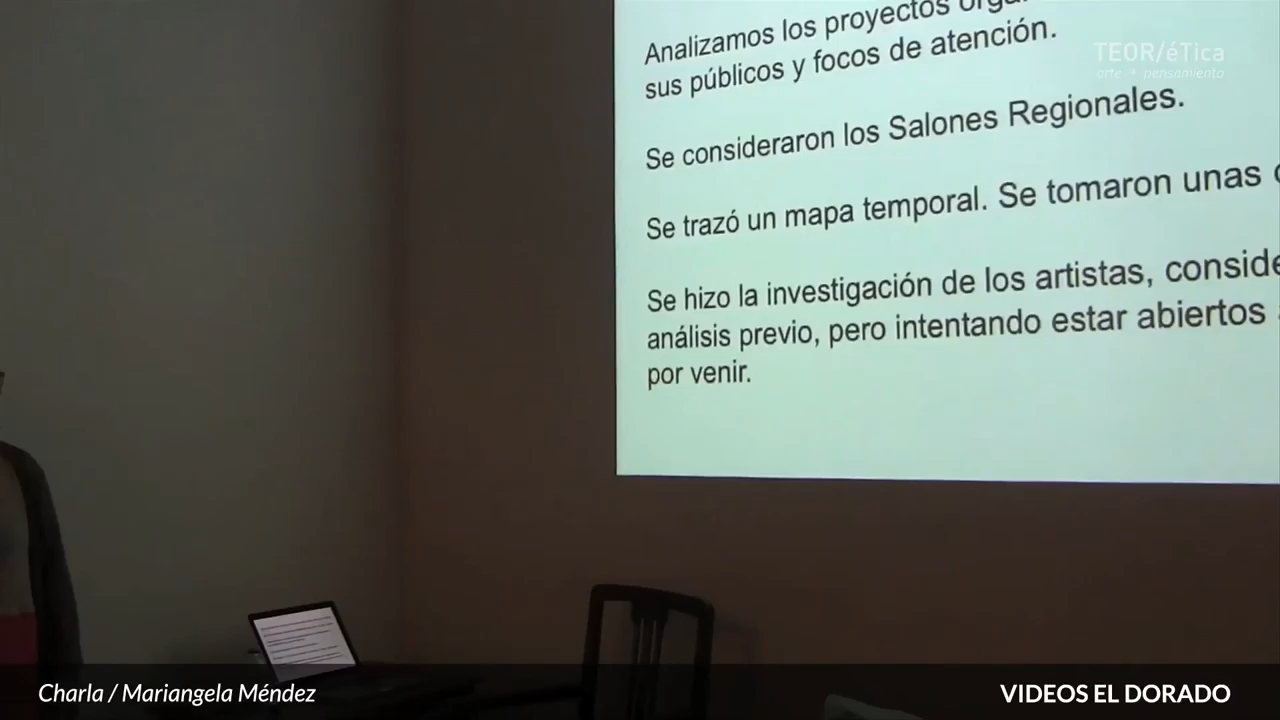 Analizamos los proyectos
sus públicos y focos de atención.
TEOR/éTica
arte + pensamiento
Se consideraron los Salones Regionales.
Se trazó un mapa temporal. Se tomaron unas
Se hizo la investigación de los artistas,
análisis previo, pero intentando estar abiertos
por venir.
Charla / Mariangela Méndez
VIDEOS EL DORADO